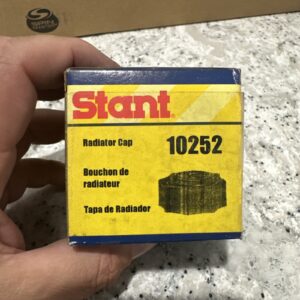 Stant
Radiator Cap 10252
Bouchon de
radiateur
Tapa de Radiador